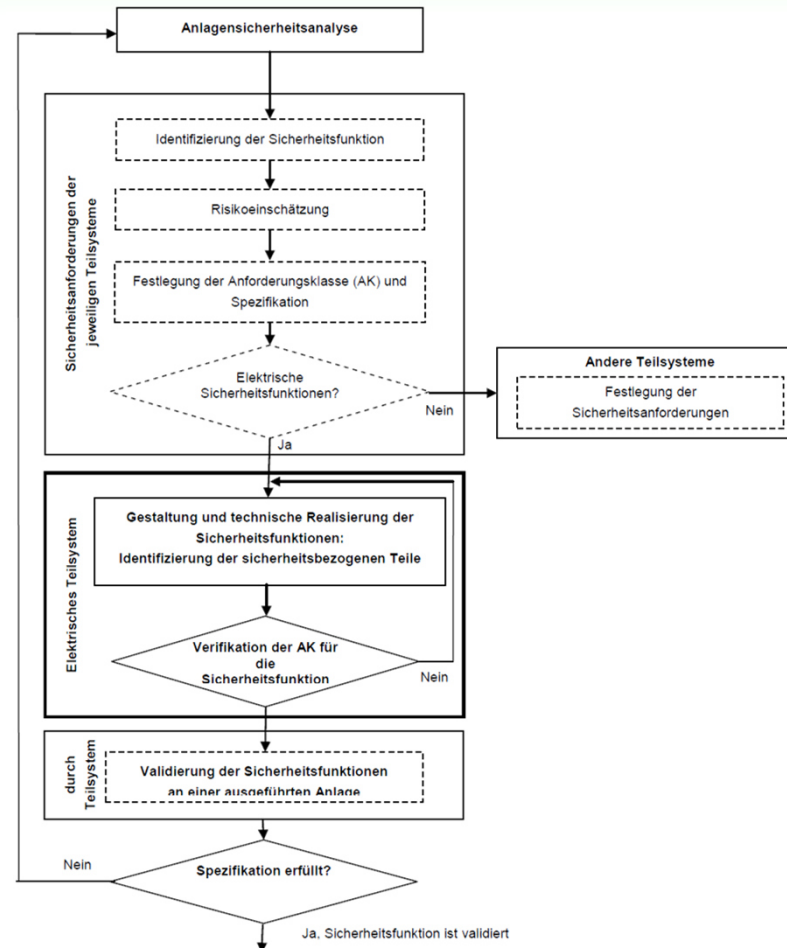 Anlagensicherheitsanalyse
Sicherheitsanforderungen der
jeweiligen Teilsysteme
Identifizierung der Sicherheitsfunktion
Risikoeinschätzung
Festlegung der Anforderungsklasse (AK) und
Spezifikation
Elektrische
Sicherheitsfunktionen?
Nein
Ja
Andere Teilsysteme
Festlegung der
Sicherheitsanforderungen
Elektrisches Teilsystem
Gestaltung und technische Realisierung der
Sicherheitsfunktionen:
Identifizierung der sicherheitsbezogenen Teile
Verifikation der AK für
die
Sicherheitsfunktion
Nein
durch
Teilsystem
Validierung der Sicherheitsfunktionen
an einer ausgeführten Anlage
Nein
Spezifikation erfüllt?
Ja, Sicherheitsfunktion ist validiert